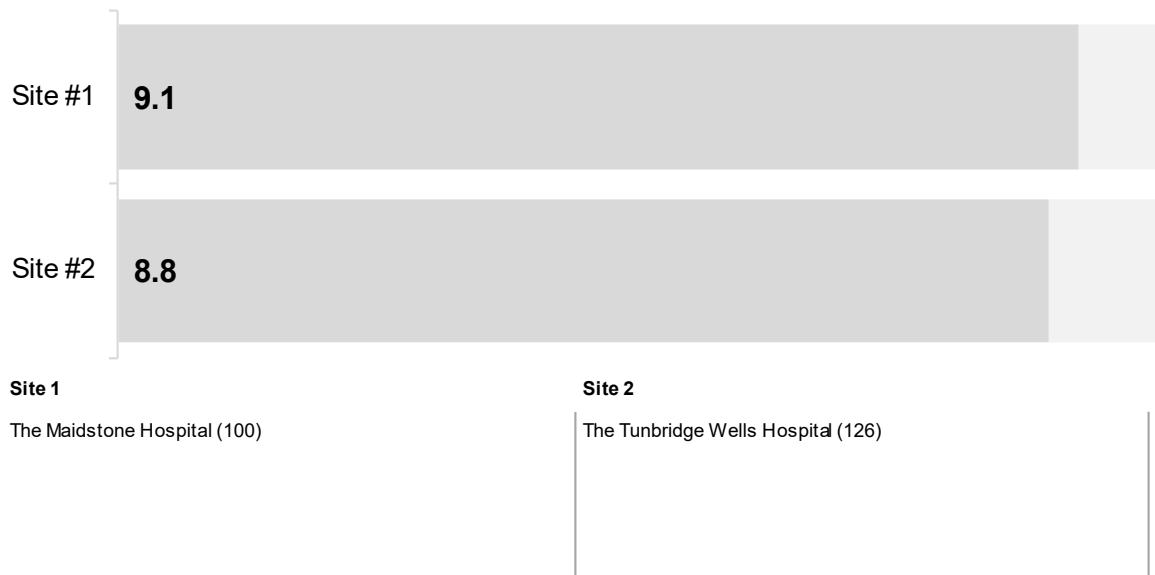 Site #1
9.1
Site #2
8.8
Site 1
Site 2
The Maidstone Hospital (100)
The Tunbridge Wells Hospital (126)